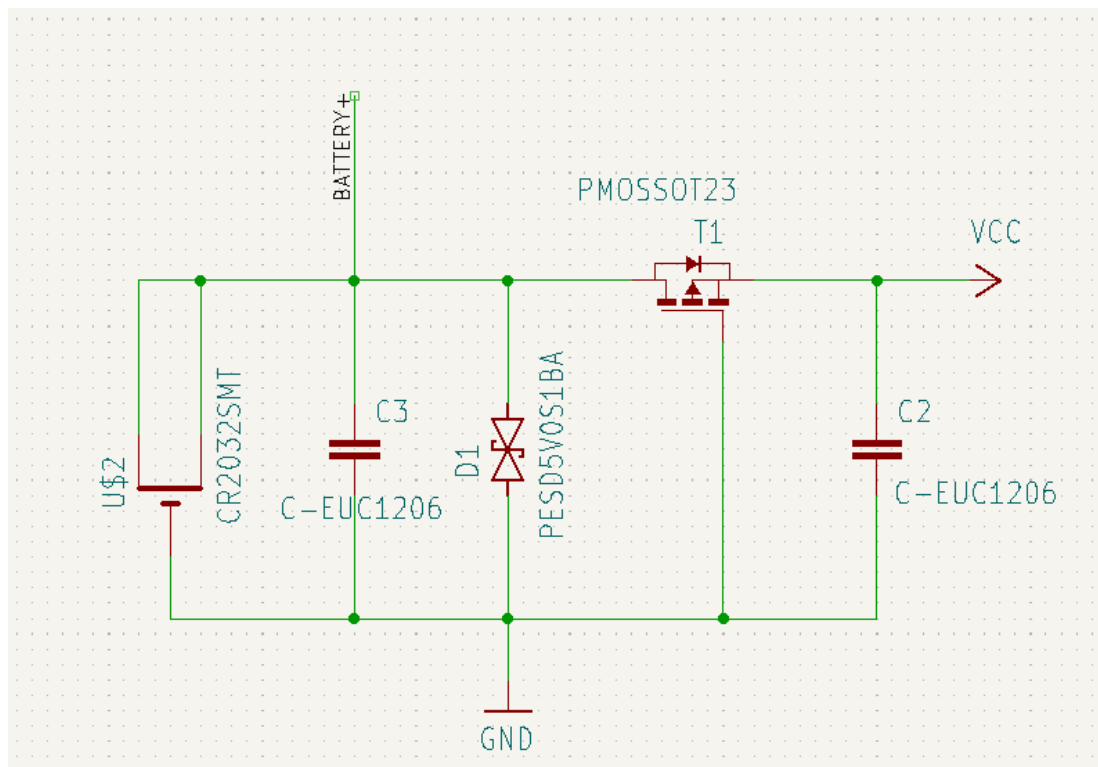 BATTERY+
PMOSSOT23
T1
VCC
U$2
CR2032SMT
C3
C-EUC1206
D1
PESD5V0S1BA
C2
C-EUC1206
GND